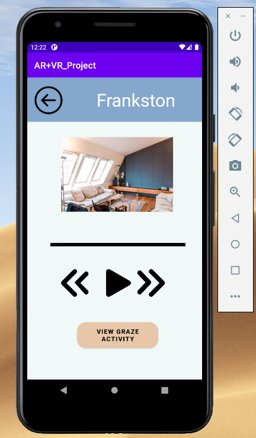 12:22
AR+VR_Project
Frankston
VIEW GRAZE
ACTIVITY